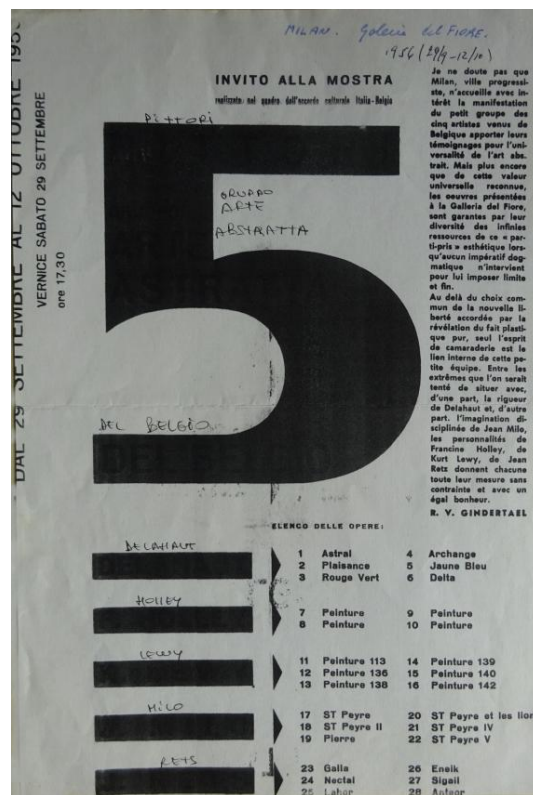 MILAN. Galerie del FIORE.
1956 (29/9-12/10)
DAL 29 SETTEMBRE AL 12 OTTOBRE 195
VERNICE SABATO 29 SETTEMBRE
ore 17,30
INVITO ALLA MOSTRA
realizzata nel quadro dell'accordo culturale Italia-Belgio
PITTORI
5
GRUPPO
ARTE
ABSTRATTA
DEL BELGIO
Je ne doute pas que
Milan, ville progressi-
ste, n'accueille avec in-
térêt la manifestation
du petit groupe des
cinq artistes venus de
Belgique apporter leurs
témoignages pour l'uni-
versalité de l'art abs-
trait. Mais plus encore
que de cette valeur
universelle reconnue,
les oeuvres présentées
à la Galleria del Fiore,
sont garantes par leur
diversité des infinies
ressources de ce « par-
ti-pris » esthétique lors-
qu'aucun impératif dog-
matique n'intervient
pour lui imposer limite
et fin.
Au delà du choix com-
mun de la nouvelle li-
berté accordée par la
révélation du fait plasti-
que pur, seul l'esprit
de camaraderie est le
lien interne de cette pe-
tite équipe. Entre les
extrêmes que l'on serait
tenté de situer avec,
d'une part, la rigueur
de Delahaut et, d'autre
part, l'imagination di-
sciplinée de Jean Milo,
les personnalités de
Francine Holley, de
Kurt Lewy, de Jean
Retz donnent chacune
toute leur mesure sans
contrainte et avec un
égal bonheur.
R. V. GINDERTAEL
ELENCO DELLE OPERE:
DELAHAUT
1 Astral 4 Archange
2 Plaisance 5 Jaune Bleu
3 Rouge Vert 6 Delta
HOLLEY
7 Peinture 9 Peinture
8 Peinture 10 Peinture
LEWY
11 Peinture 113 14 Peinture 139
12 Peinture 136 15 Peinture 140
13 Peinture 138 16 Peinture 142
MILO
17 ST Peyre 20 ST Peyre et les lion
18 ST Peyre II 21 ST Peyre IV
19 Pierre 22 ST Peyre V
RETS
23 Galla 26 Eneik
24 Nectal 27 Sigail
25 Labor 28 Anteor